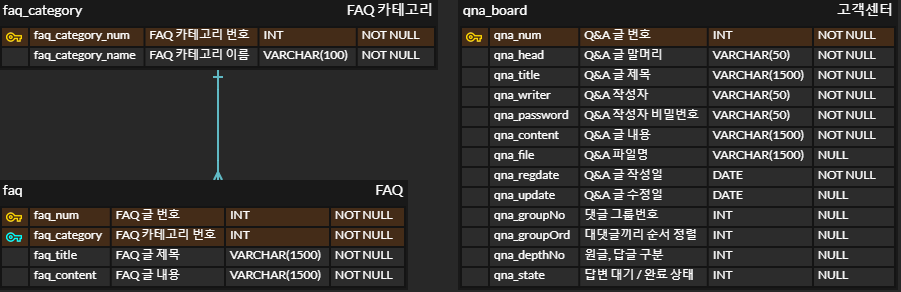 faq_category FAQ 카테고리
faq_category_num FAQ 카테고리 번호 INT NOT NULL
faq_category_name FAQ 카테고리 이름 VARCHAR(100) NOT NULL
faq FAQ
faq_num FAQ 글 번호 INT NOT NULL
faq_category FAQ 카테고리 번호 INT NOT NULL
faq_title FAQ 글 제목 VARCHAR(1500) NOT NULL
faq_content FAQ 글 내용 VARCHAR(1500) NOT NULL
qna_board 고객센터
qna_num Q&A 글 번호 INT NOT NULL
qna_head Q&A 글 말머리 VARCHAR(50) NOT NULL
qna_title Q&A 글 제목 VARCHAR(1500) NOT NULL
qna_writer Q&A 작성자 VARCHAR(50) NOT NULL
qna_password Q&A 작성자 비밀번호 VARCHAR(50) NOT NULL
qna_content Q&A 글 내용 VARCHAR(1500) NOT NULL
qna_file Q&A 파일명 VARCHAR(1500) NULL
qna_regdate Q&A 글 작성일 DATE NOT NULL
qna_update Q&A 글 수정일 DATE NULL
qna_groupNo 댓글 그룹번호 INT NULL
qna_groupOrd 대댓글끼리 순서 정렬 INT NULL
qna_depthNo 원글, 답글 구분 INT NULL
qna_state 답변 대기 / 완료 상태 INT NULL